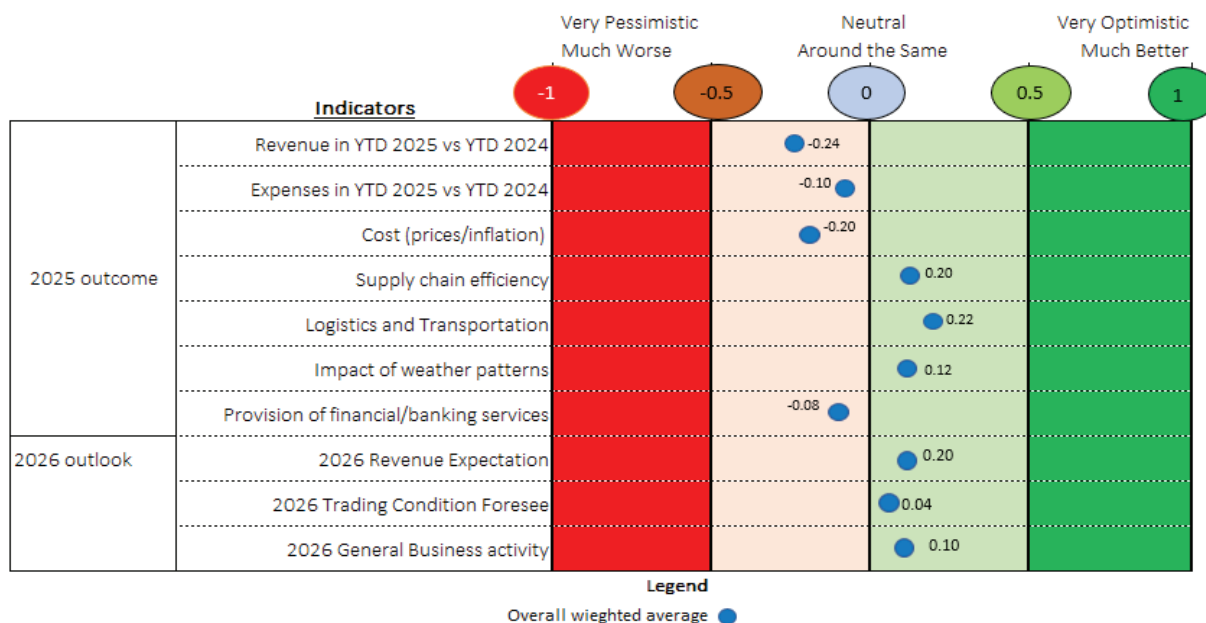 Very Pessimistic Neutral Very Optimistic
Much Worse Around the Same Much Better
Indicators -1 -0.5 0 0.5 1
Revenue in YTD 2025 vs YTD 2024 -0.24
Expenses in YTD 2025 vs YTD 2024 -0.10
Cost (prices/inflation) -0.20
2025 outcome Supply chain efficiency 0.20
Logistics and Transportation 0.22
Impact of weather patterns 0.12
Provision of financial/banking services -0.08
2026 outlook 2026 Revenue Expectation 0.20
2026 Trading Condition Foresee 0.04
2026 General Business activity 0.10
Legend
Overall wieghted average